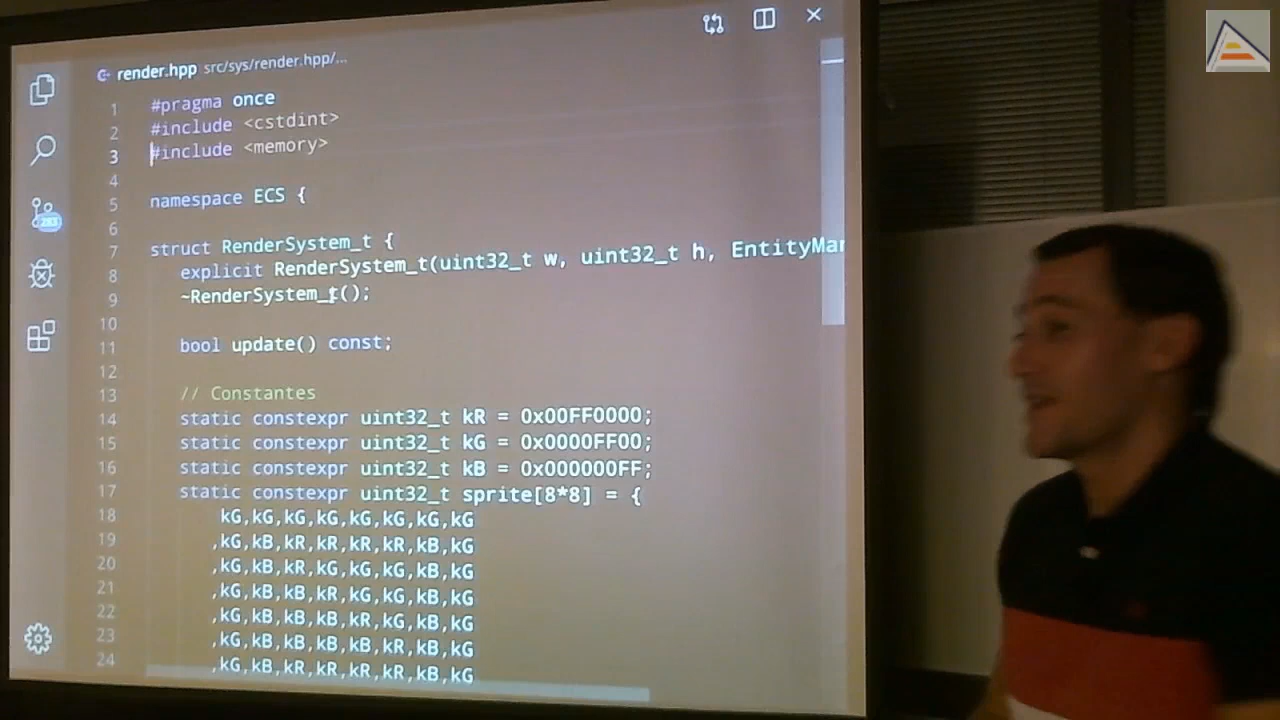 render.hpp src/sys/render.hpp/...
1 #pragma once
2 #include <cstdint>
3 #include <memory>
4
5 namespace ECS {
6
7 struct RenderSystem_t {
8 explicit RenderSystem_t(uint32_t w, uint32_t h, EntityMa
9 ~RenderSystem_t();
10
11 bool update() const;
12
13 // Constantes
14 static constexpr uint32_t kR = 0x00FF0000;
15 static constexpr uint32_t kG = 0x0000FF00;
16 static constexpr uint32_t kB = 0x000000FF;
17 static constexpr uint32_t sprite[8*8] = {
18 kG,kG,kG,kG,kG,kG,kG,kG
19 ,kG,kB,kR,kR,kR,kR,kB,kG
20 ,kG,kB,kR,kG,kG,kG,kB,kG
21 ,kG,kB,kB,kR,kG,kG,kB,kG
22 ,kG,kB,kB,kB,kR,kG,kB,kG
23 ,kG,kB,kB,kB,kB,kR,kB,kG
24 ,kG,kB,kR,kR,kR,kR,kB,kG